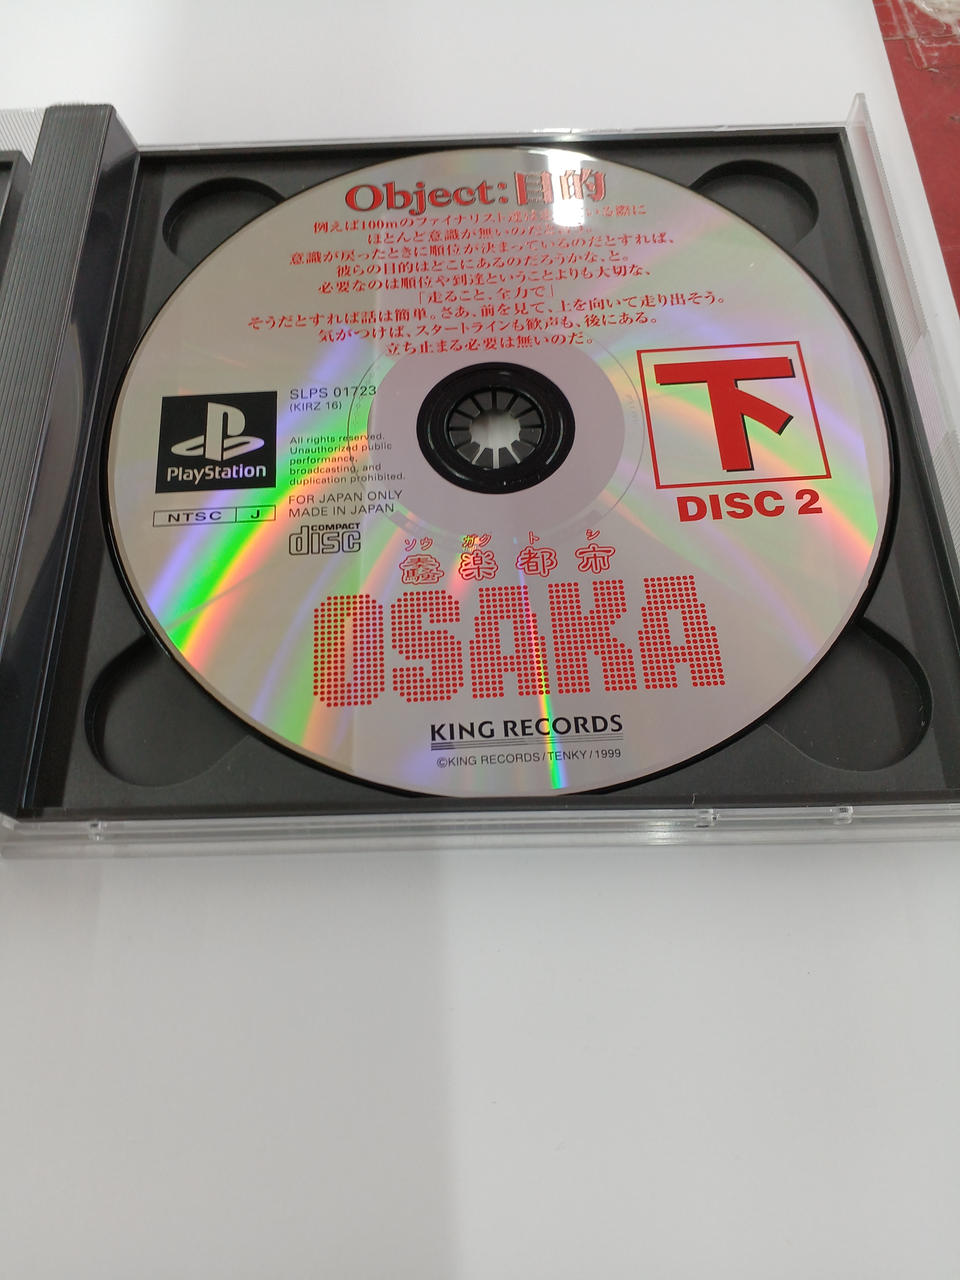 Object:目的
例えば100mのファイナリスト達が いる際に
ほとんど意識が無いのだ
意識が戻ったときに順位が決まっているのだとすれば、
彼らの目的はどこにあるのだろうかな、と。
必要なのは順位や到達ということよりも大切な、
「走ること、全力で」
そうだとすれば話は簡単。さあ、前を見て、上を向いて走り出そう。
気がつけば、スタートラインも歓声も、後にある。
立ち止まる必要は無いのだ。
下
DISC 2
PlayStation
NTSC J
SLPS 01723
(KIRZ 16)
All rights reserved.
Unauthorized public
performance,
broadcasting, and
duplication prohibited.
FOR JAPAN ONLY
MADE IN JAPAN
COMPACT
disc
ソウ ガク ト シ
騒楽都市
OSAKA
KING RECORDS
©KING RECORDS/TENKY/1999